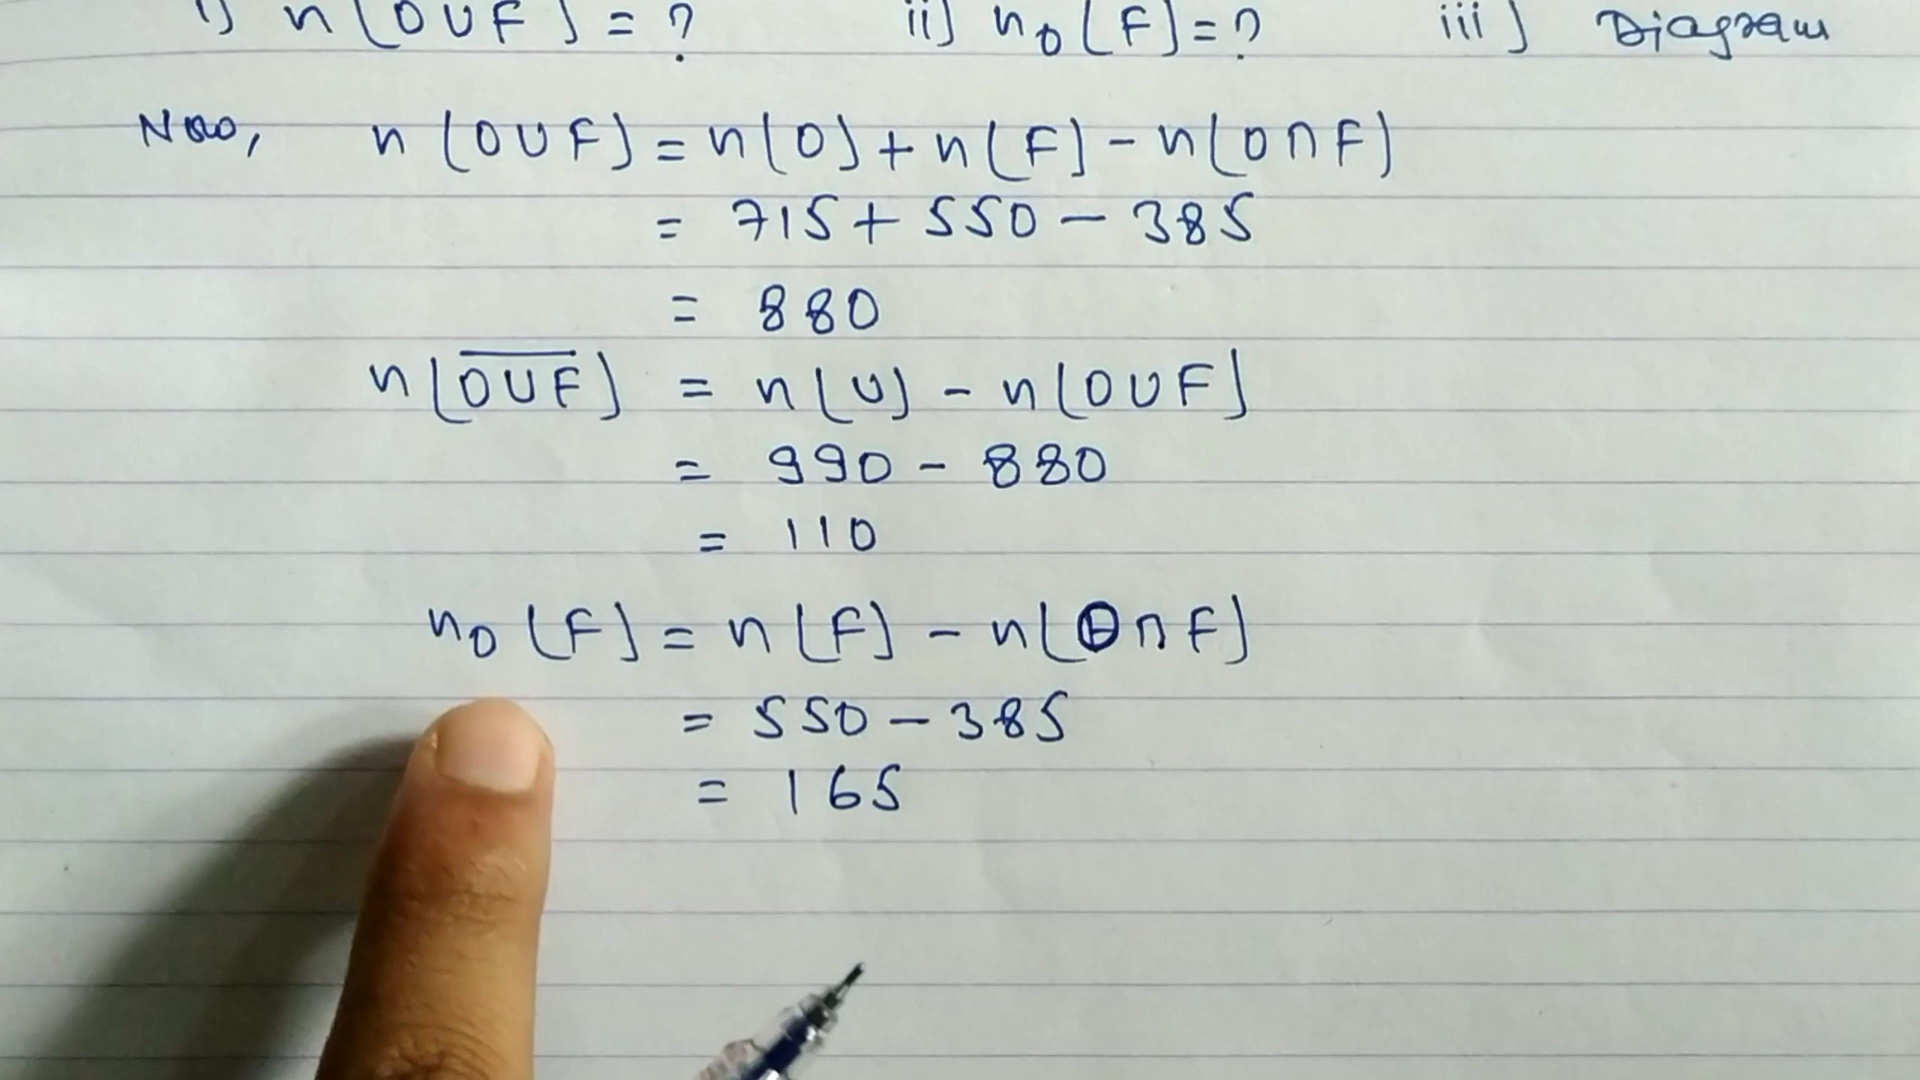 i) n(OUF) = ? ii) n₀(F) = ? iii) Diagram
Now, n(OUF) = n(O) + n(F) - n(O∩F)
= 715 + 550 - 385
= 880
n(O̅U̅F̅) = n(U) - n(OUF)
= 990 - 880
= 110
n₀(F) = n(F) - n(O∩F)
= 550 - 385
= 165